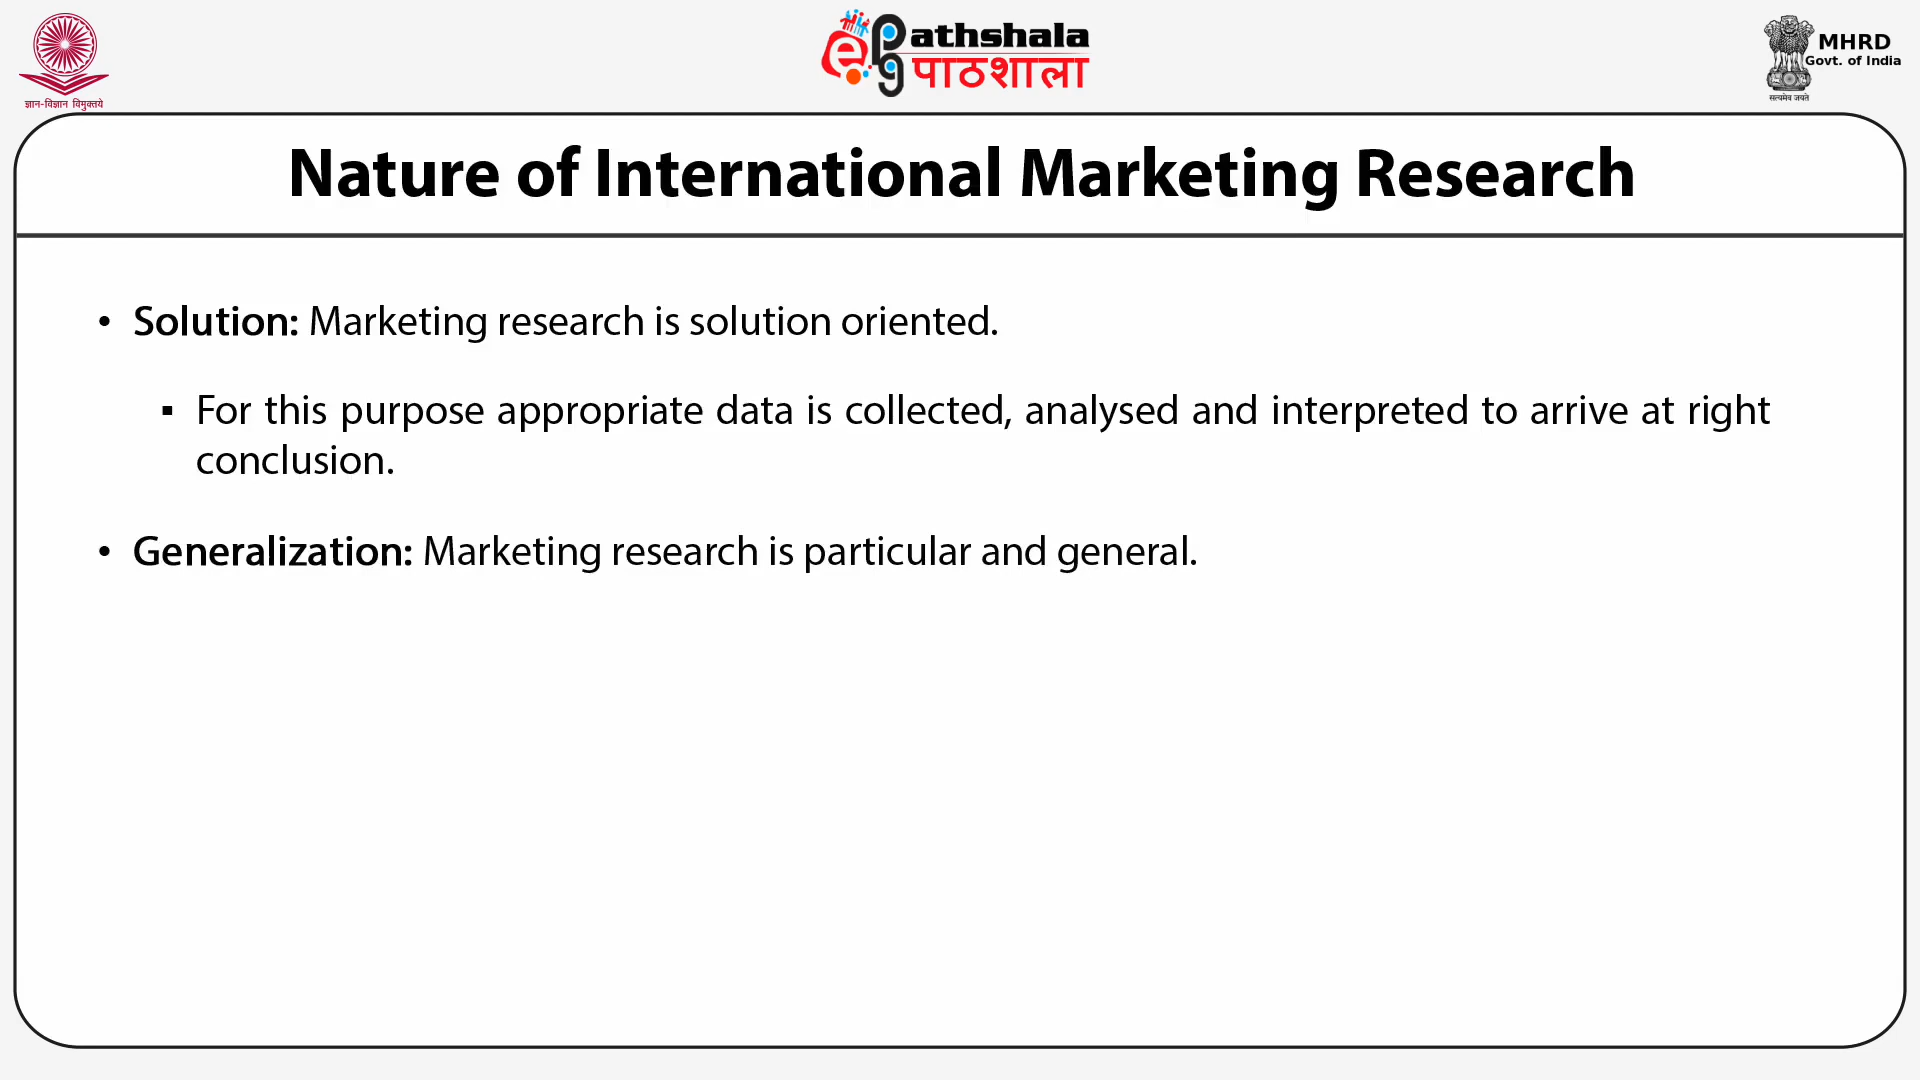 ज्ञान-विज्ञान विमुक्तये
e Pathshala
पाठशाला
MHRD
Govt. of India
सत्यमेव जयते
Nature of International Marketing Research
• Solution: Marketing research is solution oriented.
▪ For this purpose appropriate data is collected, analysed and interpreted to arrive at right
conclusion.
• Generalization: Marketing research is particular and general.